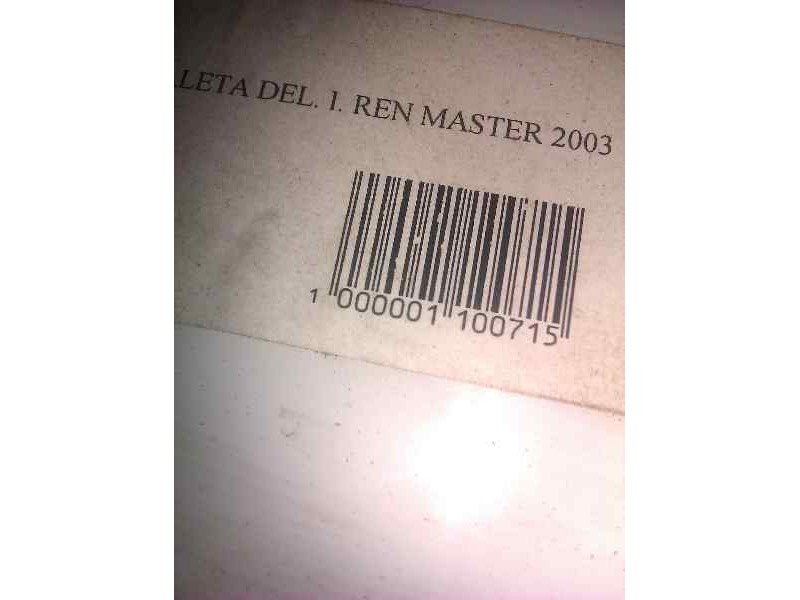 LETA DEL. I. REN MASTER 2003
1 000001 100715